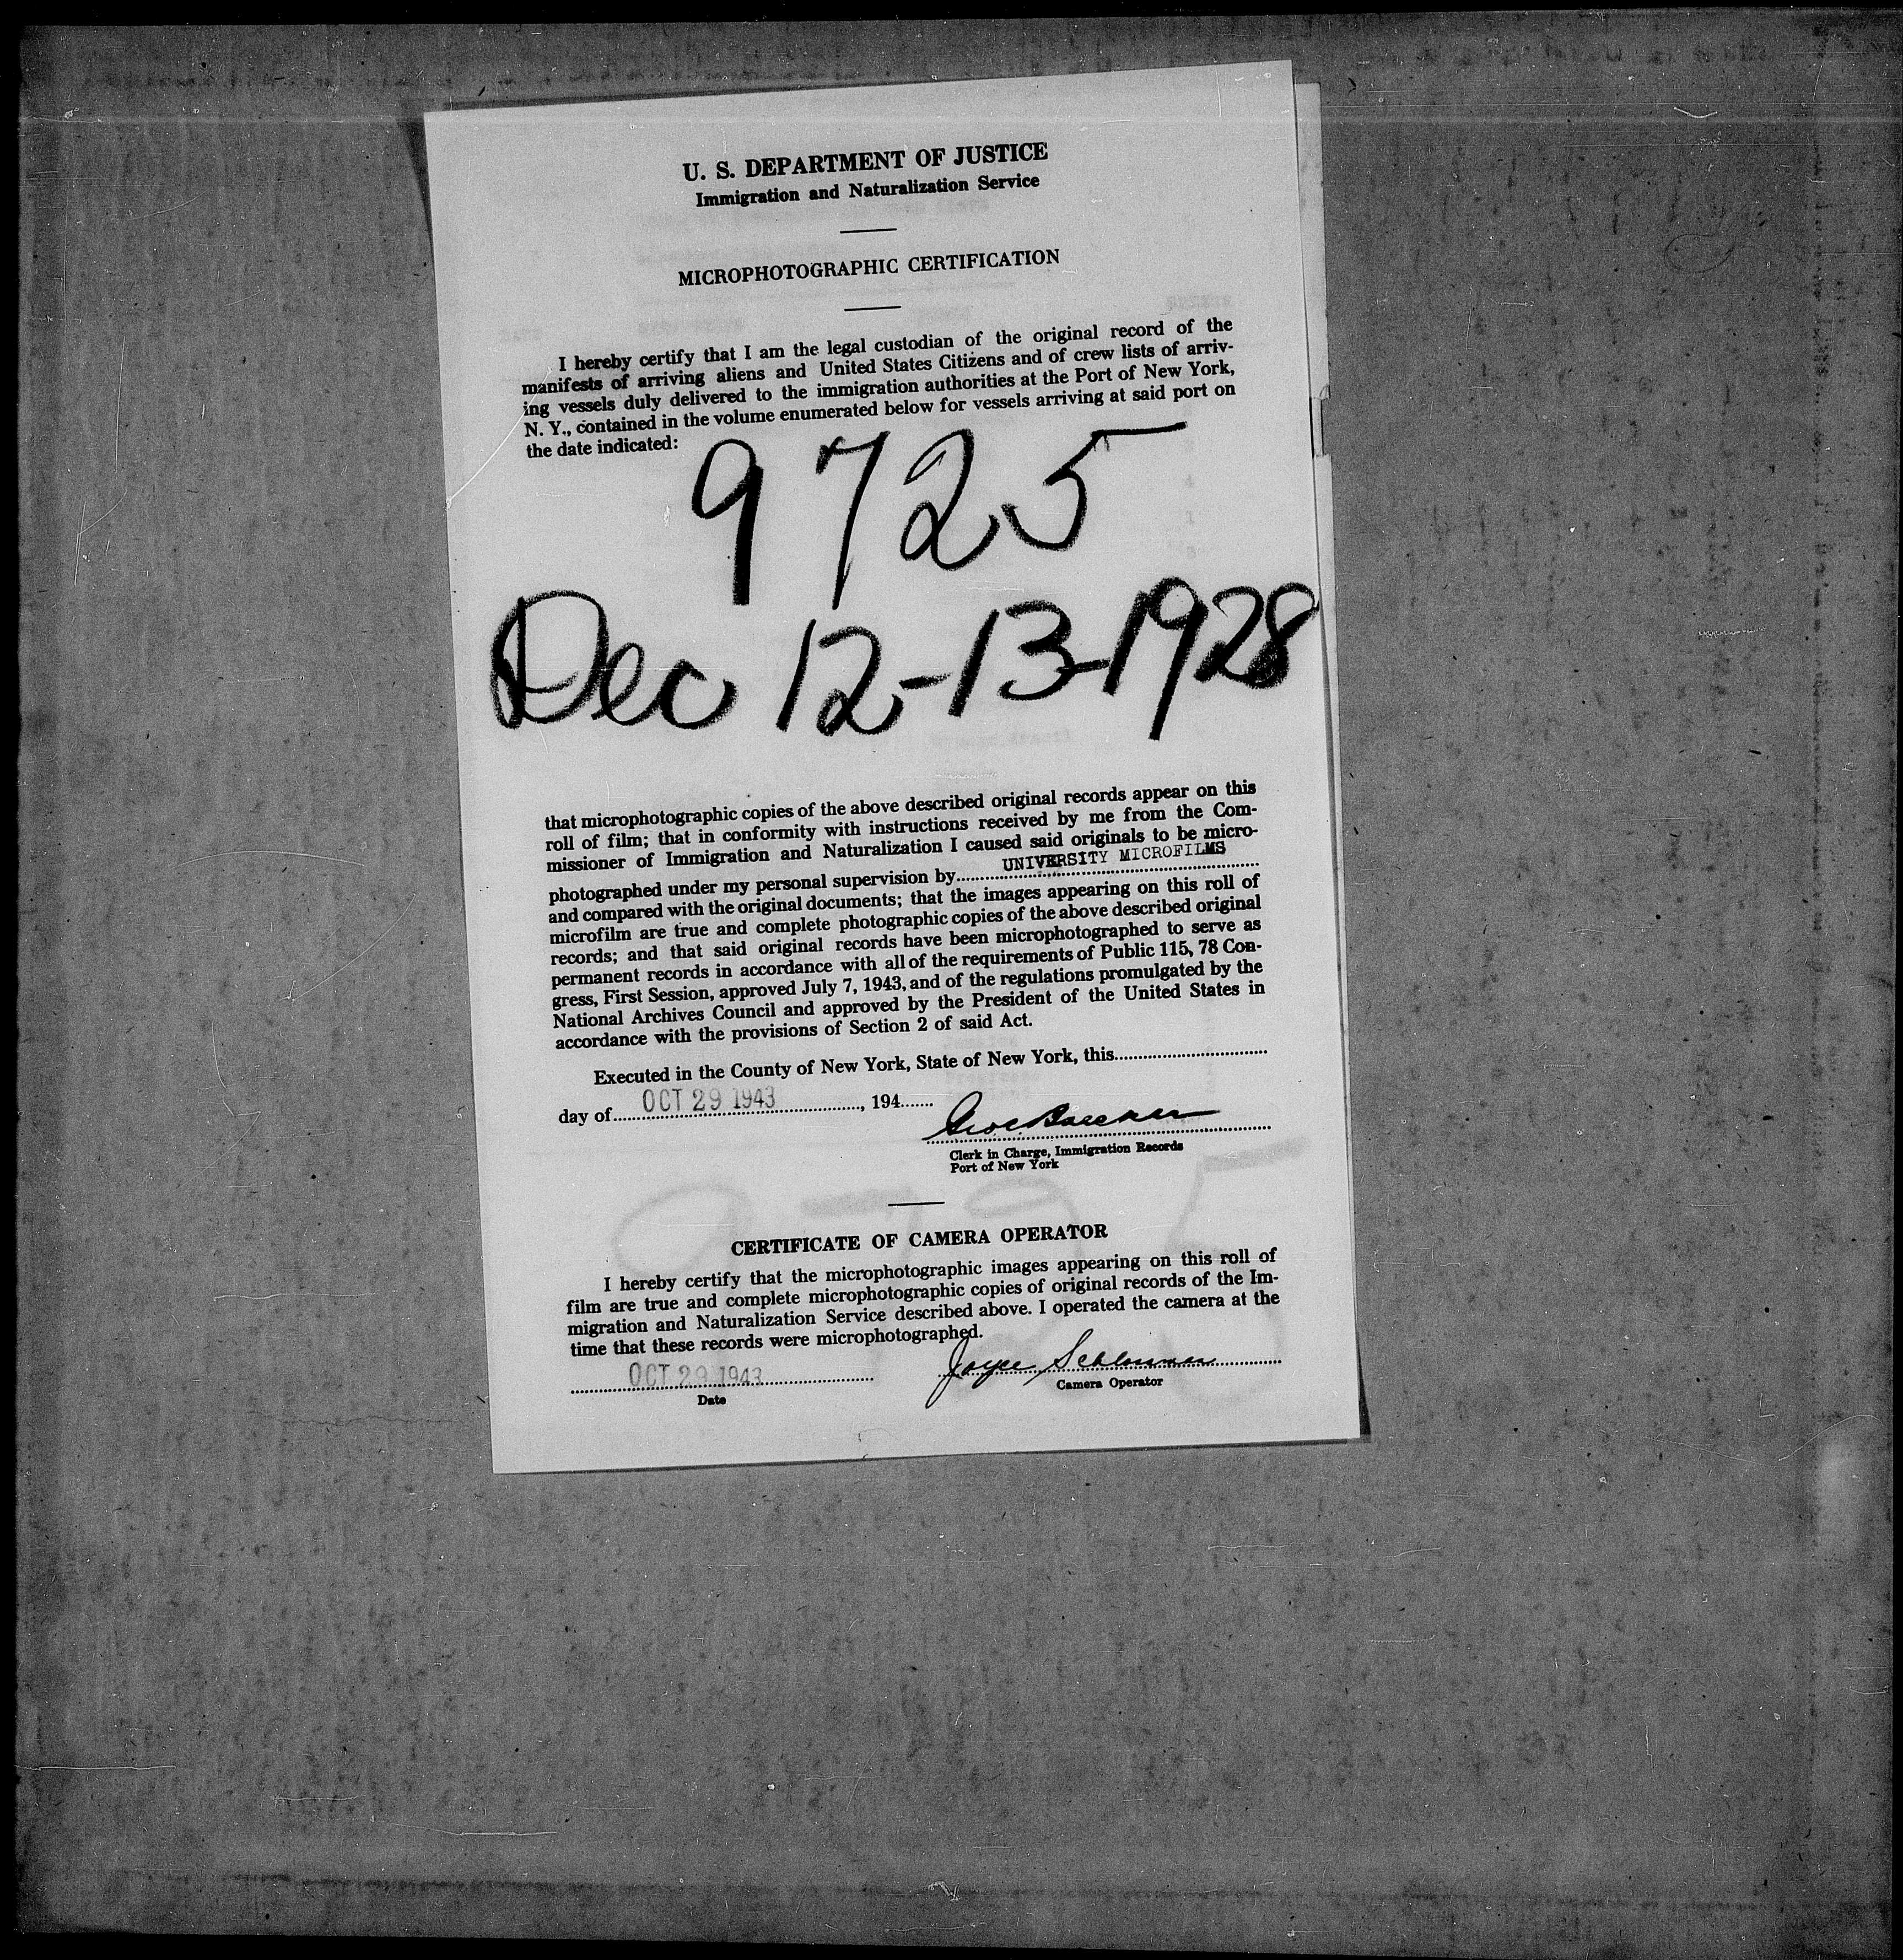 U. S. DEPARTMENT OF JUSTICE
Immigration and Naturalization Service
MICROPHOTOGRAPHIC CERTIFICATION
I hereby certify that I am the legal custodian of the original record of the
manifests of arriving aliens and United States Citizens and of crew lists of arriv-
ing vessels duly delivered to the immigration authorities at the Port of New York,
N. Y., contained in the volume enumerated below for vessels arriving at said port on
the date indicated:
9725
Dec 12-13-1928
that microphotographic copies of the above described original records appear on this
roll of film; that in conformity with instructions received by me from the Com-
missioner of Immigration and Naturalization I caused said originals to be micro-
photographed under my personal supervision by UNIVERSITY MICROFILMS
and compared with the original documents; that the images appearing on this roll of
microfilm are true and complete photographic copies of the above described original
records; and that said original records have been microphotographed to serve as
permanent records in accordance with all of the requirements of Public 115, 78 Con-
gress, First Session, approved July 7, 1943, and of the regulations promulgated by the
National Archives Council and approved by the President of the United States in
accordance with the provisions of Section 2 of said Act.
Executed in the County of New York, State of New York, this
day of OCT 29 1943, 194
Clerk in Charge, Immigration Records
Port of New York
CERTIFICATE OF CAMERA OPERATOR
I hereby certify that the microphotographic images appearing on this roll of
film are true and complete microphotographic copies of original records of the Im-
migration and Naturalization Service described above. I operated the camera at the
time that these records were microphotographed.
OCT 29 1943 Joyce
Date Camera Operator